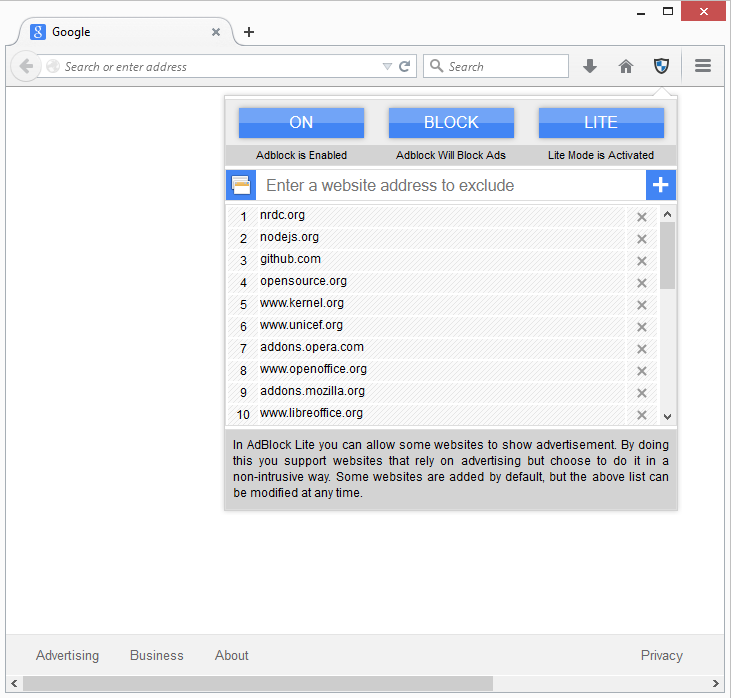 Google
Search or enter address
Search
ON
BLOCK
LITE
Adblock is Enabled
Adblock Will Block Ads
Lite Mode is Activated
Enter a website address to exclude
1 nrdc.org
2 nodejs.org
3 github.com
4 opensource.org
5 www.kernel.org
6 www.unicef.org
7 addons.opera.com
8 www.openoffice.org
9 addons.mozilla.org
10 www.libreoffice.org
In AdBlock Lite you can allow some websites to show advertisement. By doing
this you support websites that rely on advertising but choose to do it in a
non-intrusive way. Some websites are added by default, but the above list can
be modified at any time.
Advertising
Business
About
Privacy